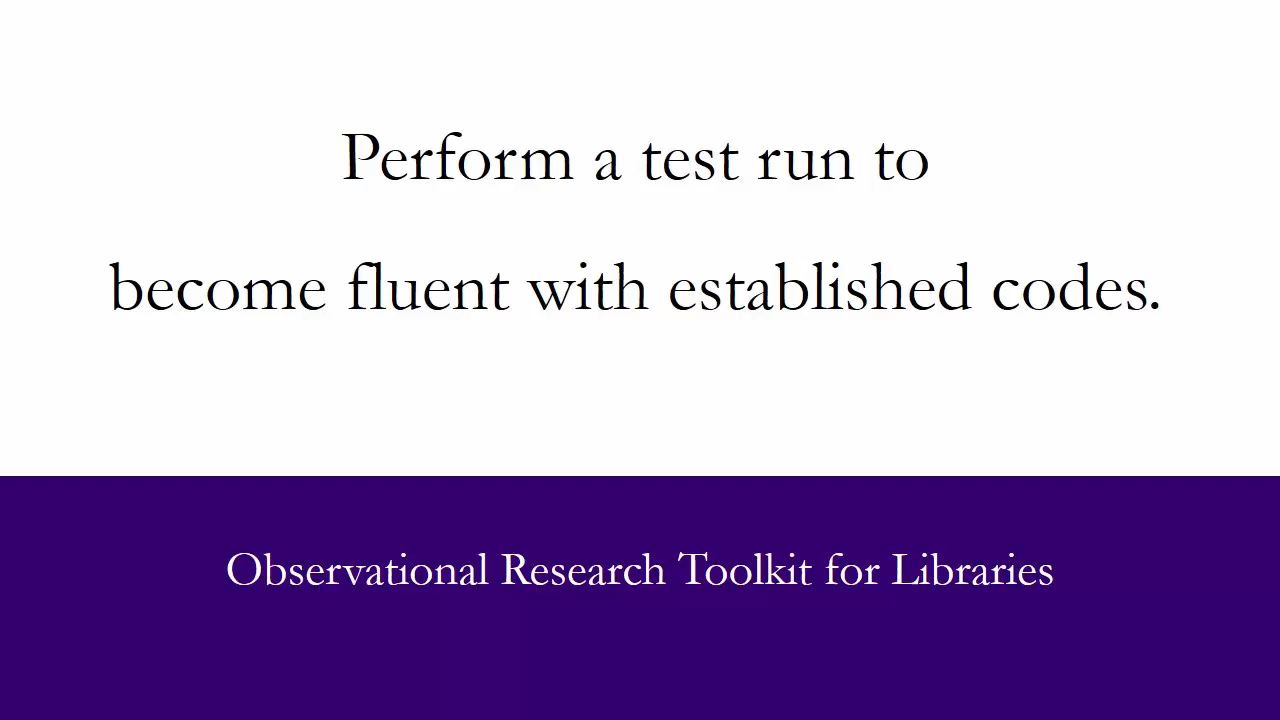 Perform a test run to
become fluent with established codes.
Observational Research Toolkit for Libraries